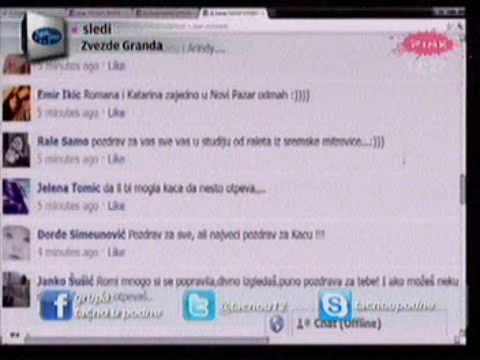 sledi
Zvezde Granda
PINK
5 minutes ago · Like
Emir Ikic Romana i Katarina zajedno u Novi Pazar odmah :))))
5 minutes ago · Like
Rale Samo pozdrav za vas sve vas u studiju od raleta iz sremske mitrovice...:)))
5 minutes ago · Like
Jelena Tomic da li bi mogla kaca da nesto otpeva,...
5 minutes ago · Like
Đorđe Simeunović Pozdrav za sve, ali najveci pozdrav za Kacu !!!
4 minutes ago · Like
Janko Sušić Romi mnogo si se popravila,divno izgledaš,puno pozdrava za tebe! I ako možeš neku
otpevaš..
grupa
tacno u podne
@tacnou12
tacnoupodne
Chat (Offline)